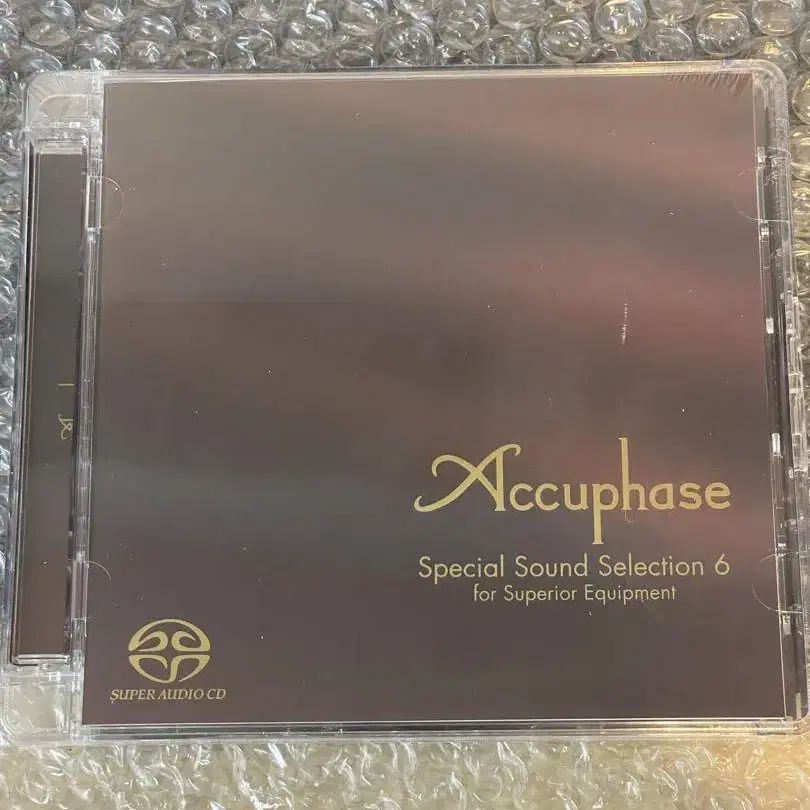 Accuphase
Special Sound Selection 6
for Superior Equipment
SUPER AUDIO CD